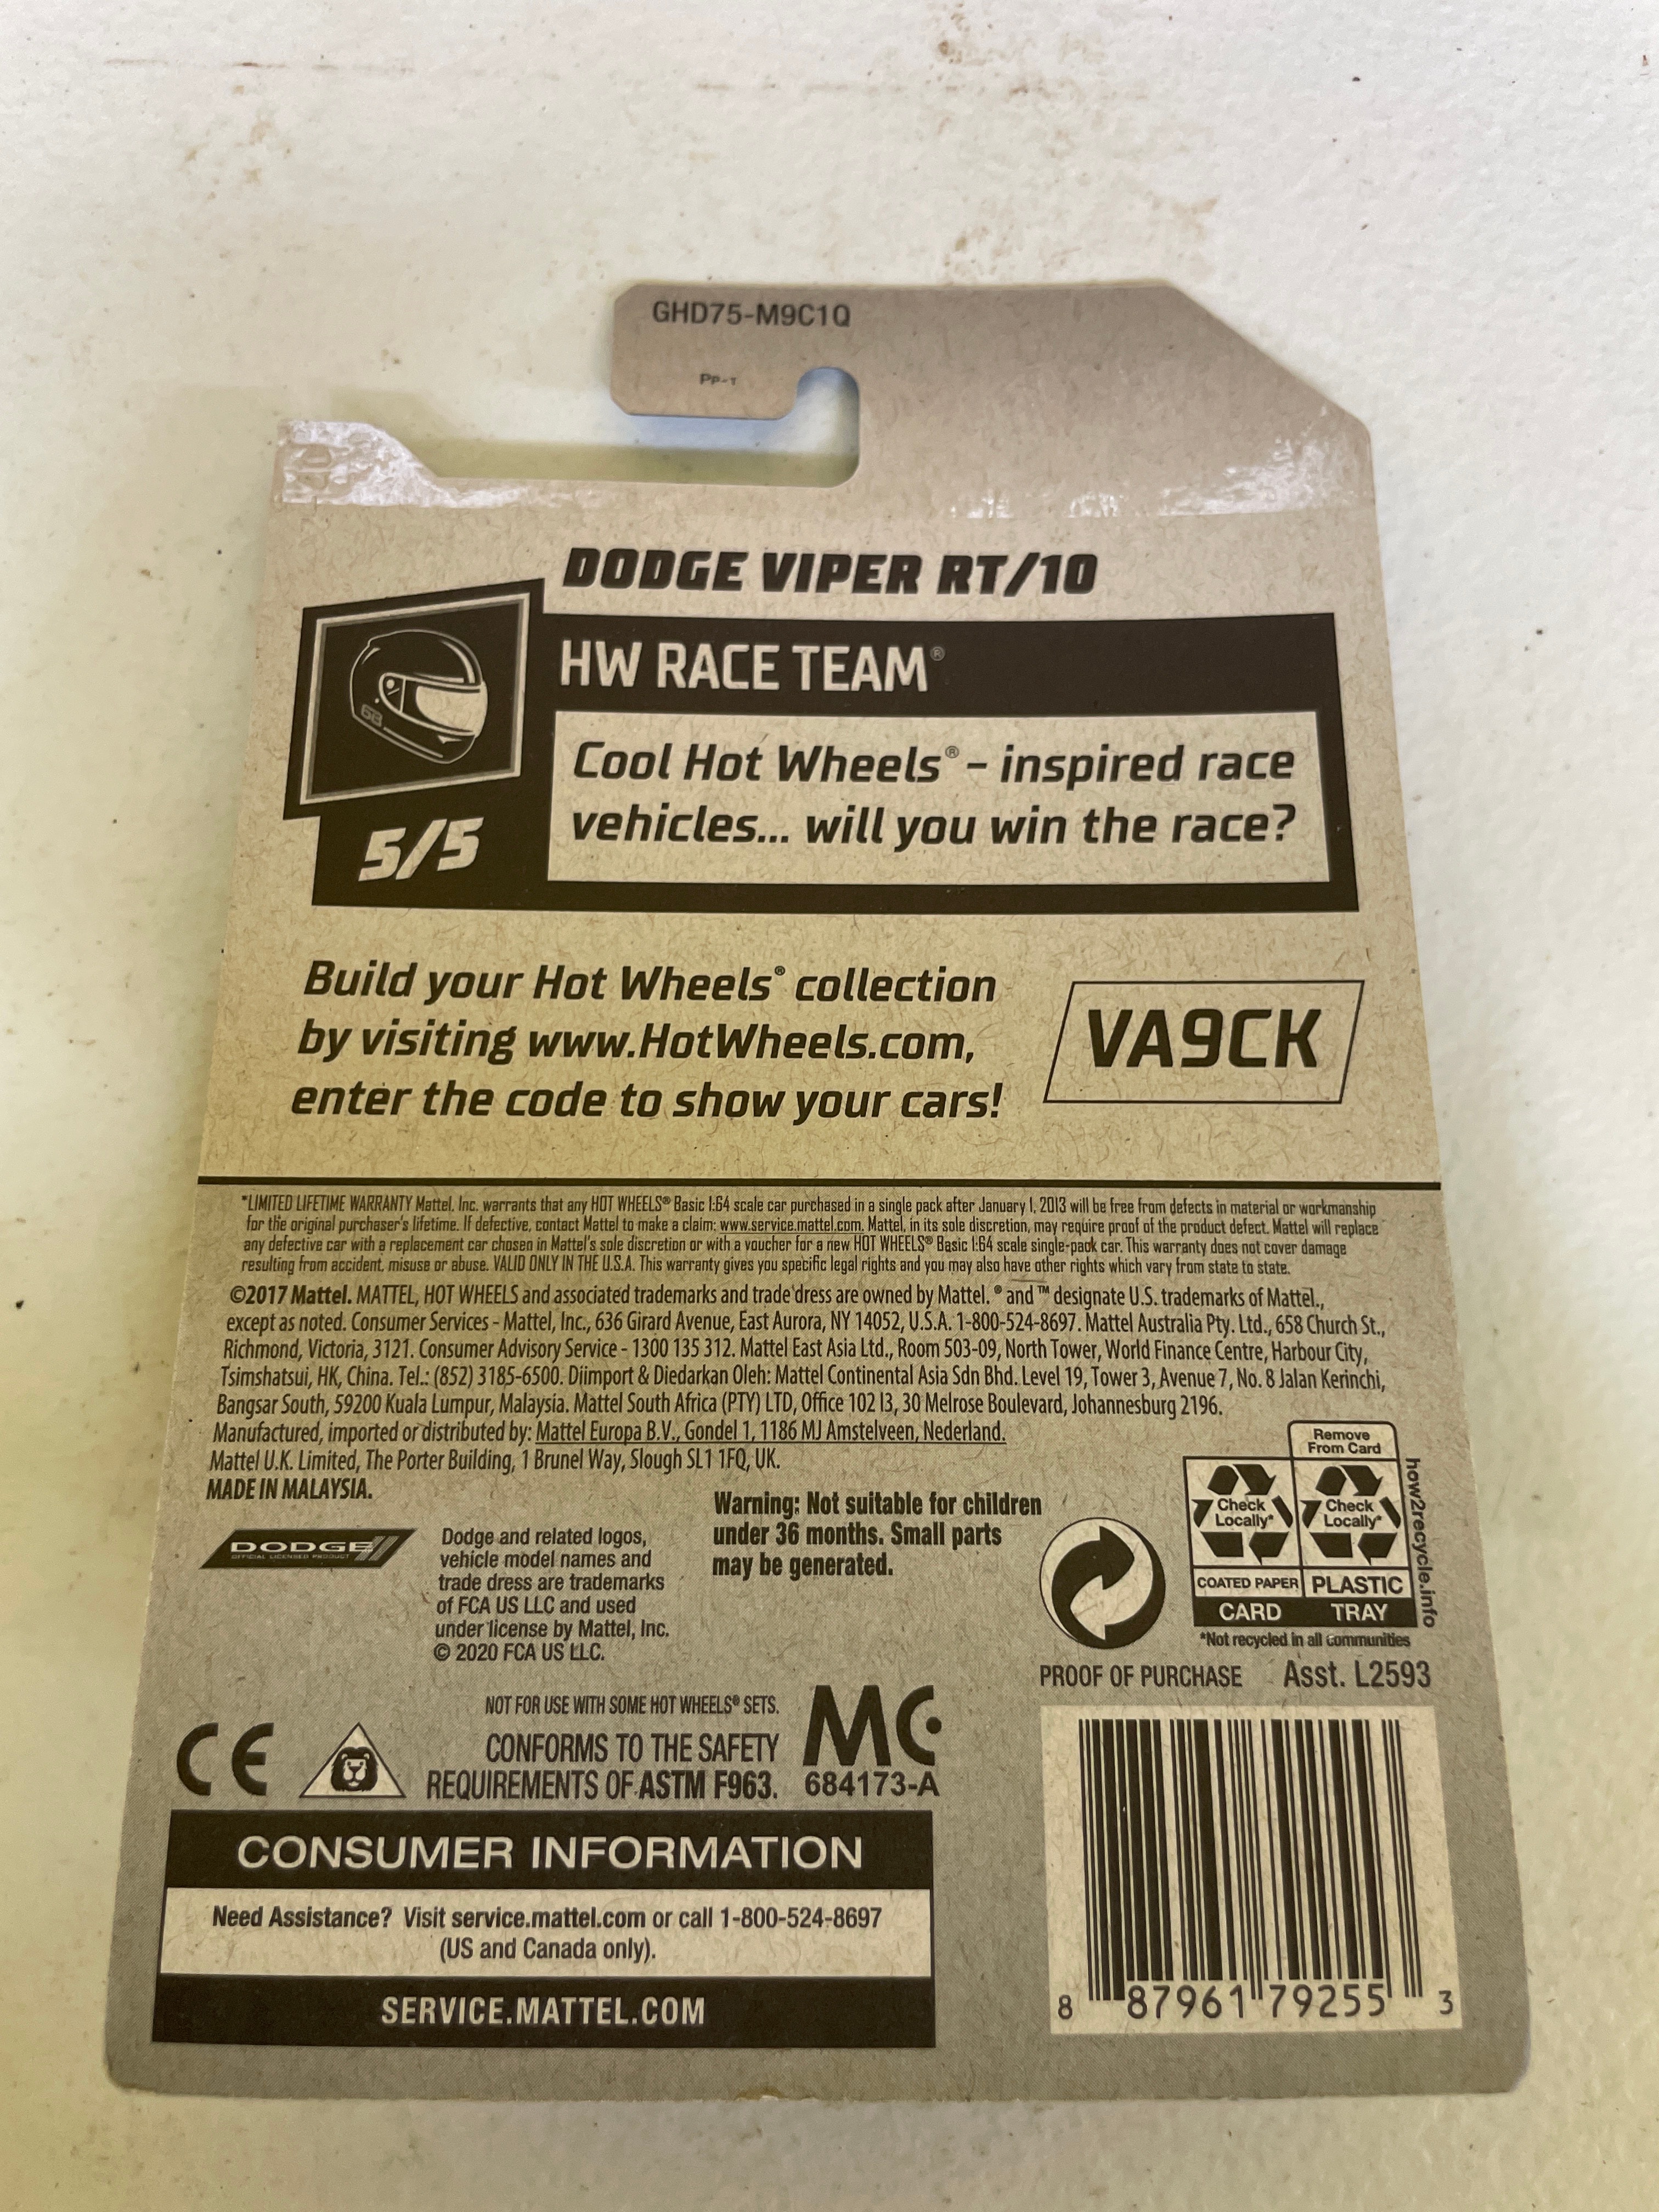 GHD75-M9C1Q
PP-T
DODGE VIPER RT/10
HW RACE TEAM®
68
Cool Hot Wheels® – inspired race
vehicles... will you win the race?
5/5
Build your Hot Wheels® collection
by visiting www.HotWheels.com,
enter the code to show your cars!
VA9CK
*LIMITED LIFETIME WARRANTY Mattel, Inc. warrants that any HOT WHEELS® Basic 1:64 scale car purchased in a single pack after January 1, 2013 will be free from defects in material or workmanship
for the original purchaser's lifetime. If defective, contact Mattel to make a claim: www.service.mattel.com. Mattel, in its sole discretion, may require proof of the product defect. Mattel will replace
any defective car with a replacement car chosen in Mattel's sole discretion or with a voucher for a new HOT WHEELS® Basic 1:64 scale single-pack car. This warranty does not cover damage
resulting from accident, misuse or abuse. VALID ONLY IN THE U.S.A. This warranty gives you specific legal rights and you may also have other rights which vary from state to state.
©2017 Mattel. MATTEL, HOT WHEELS and associated trademarks and trade dress are owned by Mattel. ® and ™ designate U.S. trademarks of Mattel.,
except as noted. Consumer Services - Mattel, Inc., 636 Girard Avenue, East Aurora, NY 14052, U.S.A. 1-800-524-8697. Mattel Australia Pty. Ltd., 658 Church St.,
Richmond, Victoria, 3121. Consumer Advisory Service - 1300 135 312. Mattel East Asia Ltd., Room 503-09, North Tower, World Finance Centre, Harbour City,
Tsimshatsui, HK, China. Tel.: (852) 3185-6500. Diimport & Diedarkan Oleh: Mattel Continental Asia Sdn Bhd. Level 19, Tower 3, Avenue 7, No. 8 Jalan Kerinchi,
Bangsar South, 59200 Kuala Lumpur, Malaysia. Mattel South Africa (PTY) LTD, Office 102 I3, 30 Melrose Boulevard, Johannesburg 2196.
Manufactured, imported or distributed by: Mattel Europa B.V., Gondel 1, 1186 MJ Amstelveen, Nederland.
Mattel U.K. Limited, The Porter Building, 1 Brunel Way, Slough SL1 1FQ, UK.
MADE IN MALAYSIA.
DODGE
OFFICIAL LICENSED PRODUCT
Dodge and related logos,
vehicle model names and
trade dress are trademarks
of FCA US LLC and used
under license by Mattel, Inc.
© 2020 FCA US LLC.
Warning: Not suitable for children
under 36 months. Small parts
may be generated.
Remove
From Card
Check
Locally*
Check
Locally*
COATED PAPER
PLASTIC
CARD
TRAY
how2recycle.info
*Not recycled in all communities
PROOF OF PURCHASE Asst. L2593
NOT FOR USE WITH SOME HOT WHEELS® SETS.
CE
CONFORMS TO THE SAFETY
REQUIREMENTS OF ASTM F963.
MC
684173-A
CONSUMER INFORMATION
Need Assistance? Visit service.mattel.com or call 1-800-524-8697
(US and Canada only).
SERVICE.MATTEL.COM
8 87961 79255 3